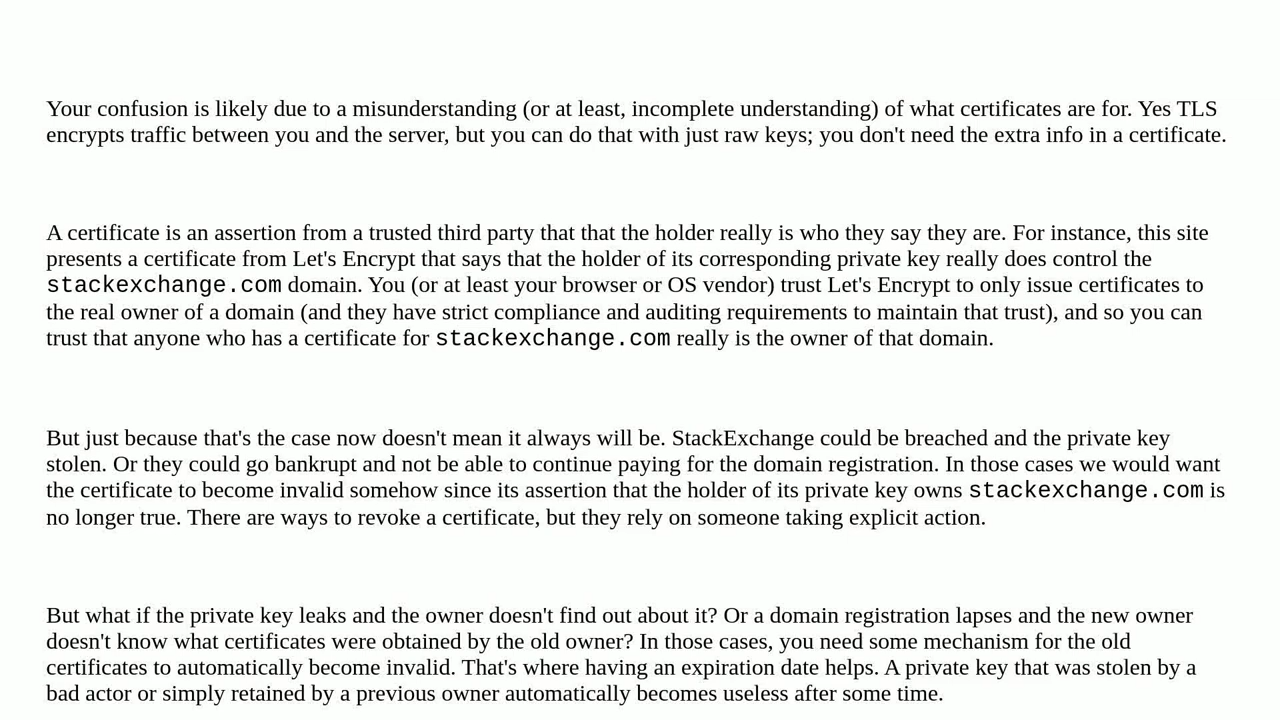 Your confusion is likely due to a misunderstanding (or at least, incomplete understanding) of what certificates are for. Yes TLS
encrypts traffic between you and the server, but you can do that with just raw keys; you don't need the extra info in a certificate.
A certificate is an assertion from a trusted third party that that the holder really is who they say they are. For instance, this site
presents a certificate from Let's Encrypt that says that the holder of its corresponding private key really does control the
stackexchange.com domain. You (or at least your browser or OS vendor) trust Let's Encrypt to only issue certificates to
the real owner of a domain (and they have strict compliance and auditing requirements to maintain that trust), and so you can
trust that anyone who has a certificate for stackexchange.com really is the owner of that domain.
But just because that's the case now doesn't mean it always will be. StackExchange could be breached and the private key
stolen. Or they could go bankrupt and not be able to continue paying for the domain registration. In those cases we would want
the certificate to become invalid somehow since its assertion that the holder of its private key owns stackexchange.com is
no longer true. There are ways to revoke a certificate, but they rely on someone taking explicit action.
But what if the private key leaks and the owner doesn't find out about it? Or a domain registration lapses and the new owner
doesn't know what certificates were obtained by the old owner? In those cases, you need some mechanism for the old
certificates to automatically become invalid. That's where having an expiration date helps. A private key that was stolen by a
bad actor or simply retained by a previous owner automatically becomes useless after some time.